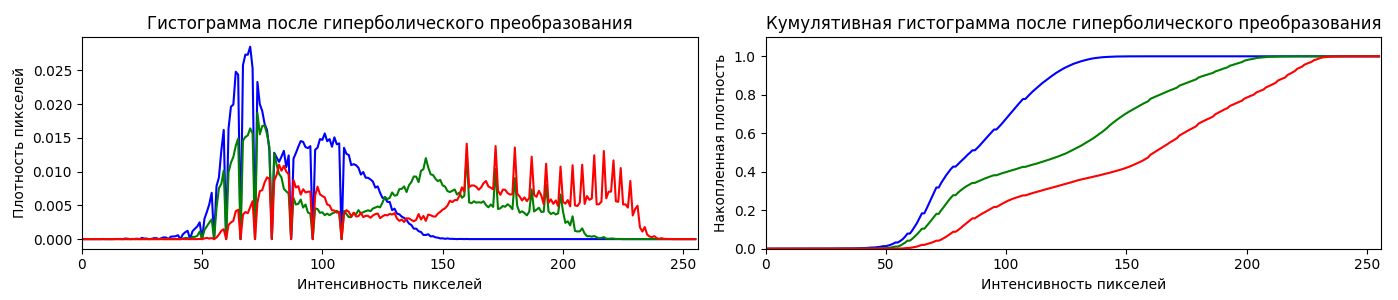 Гистограмма после гиперболического преобразования
Плотность пикселей
0.025
0.020
0.015
0.010
0.005
0.000
0 50 100 150 200 250
Интенсивность пикселей
Кумулятивная гистограмма после гиперболического преобразования
Накопленная плотность
1.0
0.8
0.6
0.4
0.2
0.0
0 50 100 150 200 250
Интенсивность пикселей